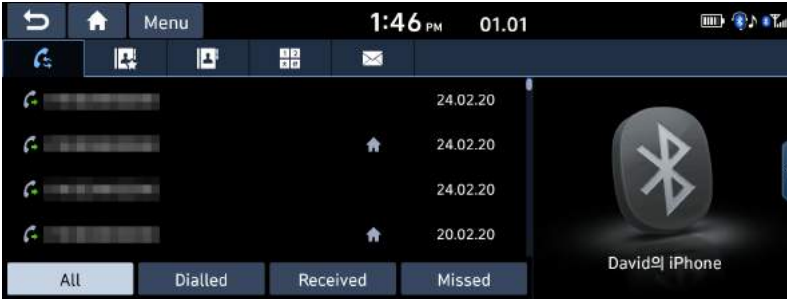 Menu 1:46 PM 01.01
24.02.20
24.02.20
24.02.20
20.02.20
David의 iPhone
All Dialled Received Missed